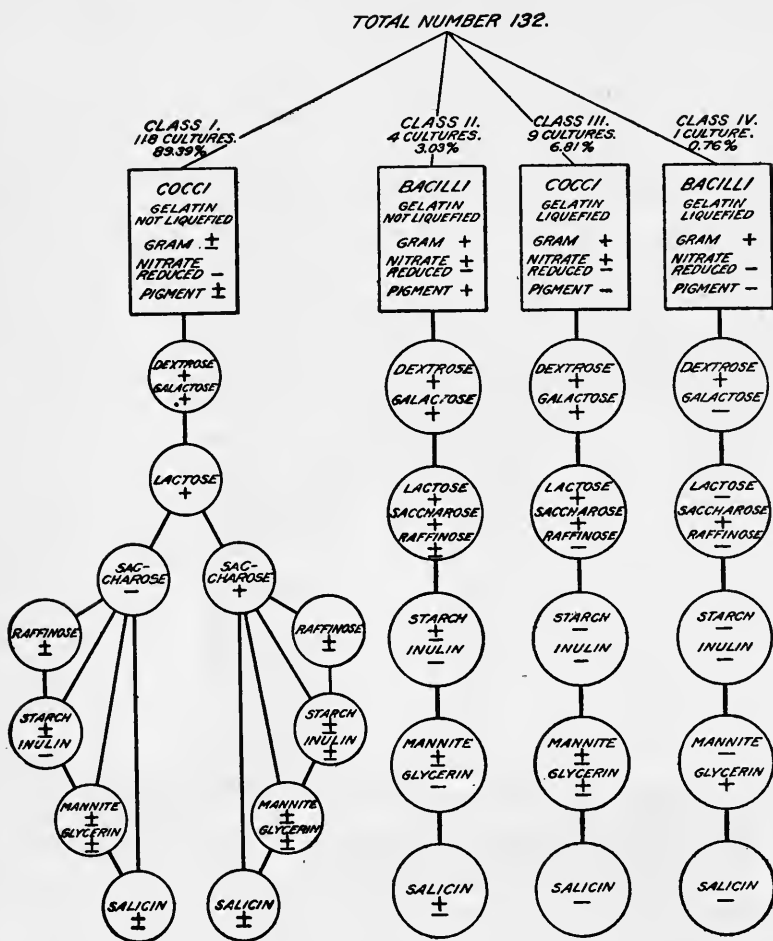 TOTAL NUMBER 132.
CLASS I.
118 CULTURES.
89.39%
COCCI
GELATIN
NOT LIQUEFIED
GRAM ±
NITRATE
REDUCED −
PIGMENT ±
DEXTROSE
+
GALACTOSE
+
LACTOSE
+
SAC-
CHAROSE
−
RAFFINOSE
±
STARCH
±
INULIN
−
MANNITE
±
GLYCERIN
±
SALICIN
±
SAC-
CHAROSE
+
RAFFINOSE
±
STARCH
±
INULIN
±
MANNITE
±
GLYCERIN
±
SALICIN
±
CLASS II.
4 CULTURES.
3.03%
BACILLI
GELATIN
NOT LIQUEFIED
GRAM +
NITRATE ±
REDUCED
PIGMENT +
DEXTROSE
+
GALACTOSE
+
LACTOSE
+
SACCHAROSE
+
RAFFINOSE
±
STARCH
±
INULIN
−
MANNITE
±
GLYCERIN
−
SALICIN
±
CLASS III.
9 CULTURES.
6.81%
COCCI
GELATIN
LIQUEFIED
GRAM +
NITRATE ±
REDUCED
PIGMENT −
DEXTROSE
+
GALACTOSE
+
LACTOSE
+
SACCHAROSE
+
RAFFINOSE
−
STARCH
−
INULIN
−
MANNITE
±
GLYCERIN
±
SALICIN
−
CLASS IV.
1 CULTURE.
0.76%
BACILLI
GELATIN
LIQUEFIED
GRAM +
NITRATE
REDUCED −
PIGMENT −
DEXTROSE
+
GALACTOSE
−
LACTOSE
−
SACCHAROSE
+
RAFFINOSE
−
STARCH
−
INULIN
−
MANNITE
−
GLYCERIN
+
SALICIN
−